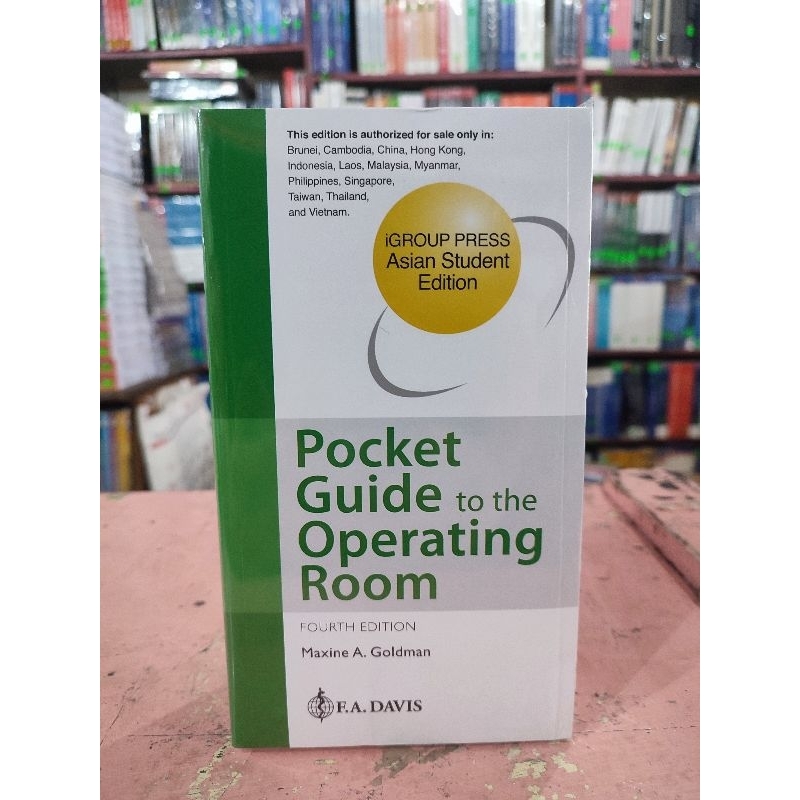 This edition is authorized for sale only in:
Brunei, Cambodia, China, Hong Kong,
Indonesia, Laos, Malaysia, Myanmar,
Philippines, Singapore,
Taiwan, Thailand,
and Vietnam.
iGROUP PRESS
Asian Student
Edition
Pocket
Guide to the
Operating
Room
FOURTH EDITION
Maxine A. Goldman
F.A. DAVIS